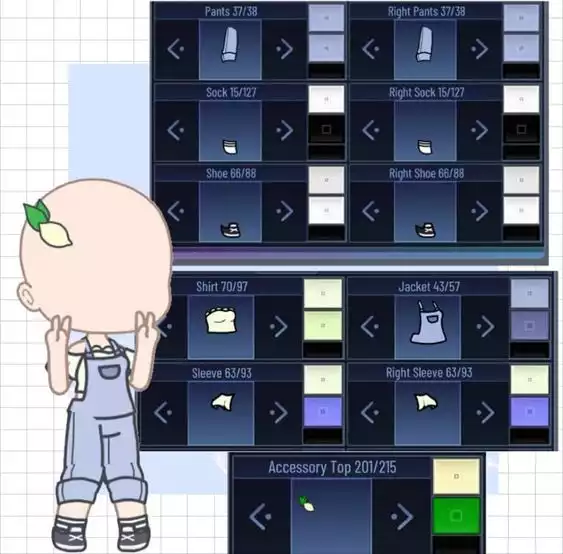 Pants 37/38
Right Pants 37/38
Sock 15/127
Right Sock 15/127
Shoe 66/88
Right Shoe 66/88
Shirt 70/97
Jacket 43/57
Sleeve 63/93
Right Sleeve 63/93
Accessory Top 201/215